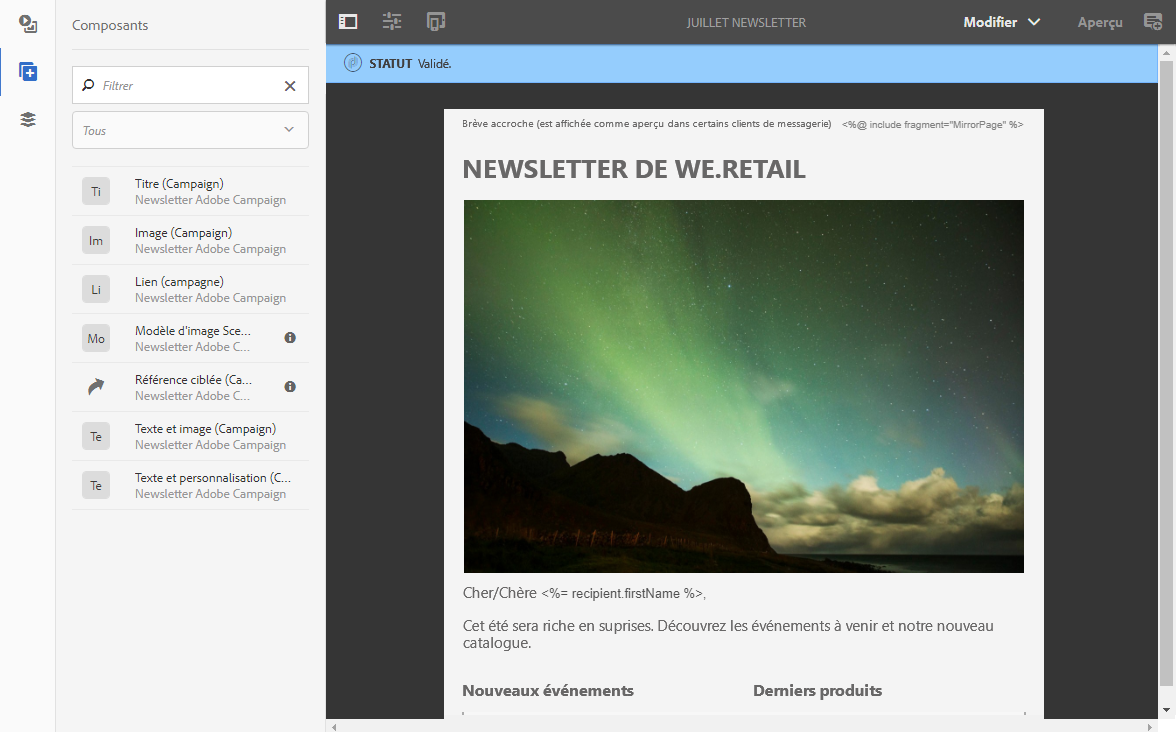 Composants
Filtrer
Tous
Ti
Titre (Campaign)
Newsletter Adobe Campaign
Im
Image (Campaign)
Newsletter Adobe Campaign
Li
Lien (campagne)
Newsletter Adobe Campaign
Mo
Modèle d'image Sce...
Newsletter Adobe C...
Référence ciblée (Ca...
Newsletter Adobe C...
Te
Texte et image (Campaign)
Newsletter Adobe Campaign
Te
Texte et personnalisation (C...
Newsletter Adobe Campaign
JUILLET NEWSLETTER
Modifier
Aperçu
STATUT Validé.
Brève accroche (est affichée comme aperçu dans certains clients de messagerie) <%@ include fragment="MirrorPage" %>
NEWSLETTER DE WE.RETAIL
Cher/Chère <%= recipient.firstName %>,
Cet été sera riche en suprises. Découvrez les événements à venir et notre nouveau
catalogue.
Nouveaux événements
Derniers produits